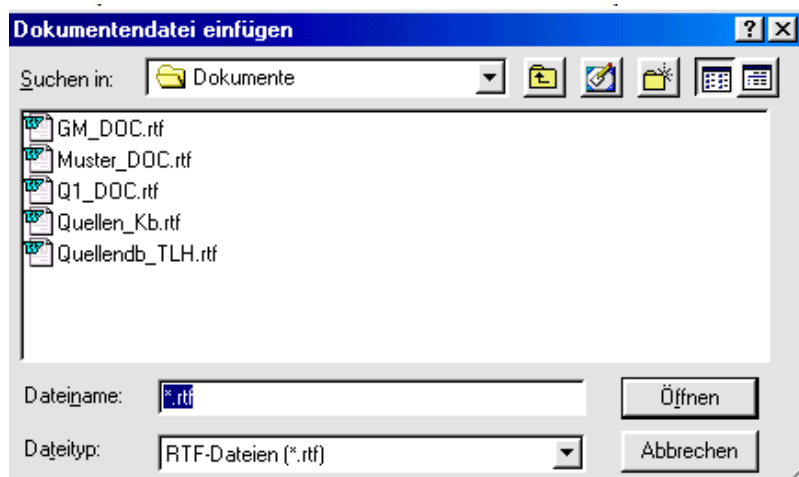 Dokumentendatei einfügen
Suchen in: Dokumente
GM_DOC.rtf
Muster_DOC.rtf
Q1_DOC.rtf
Quellen_Kb.rtf
Quellendb_TLH.rtf
Dateiname: *.rtf Öffnen
Dateityp: RTF-Dateien (*.rtf) Abbrechen